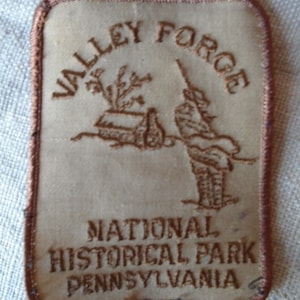 VALLEY FORGE
NATIONAL
HISTORICAL PARK
PENNSYLVANIA